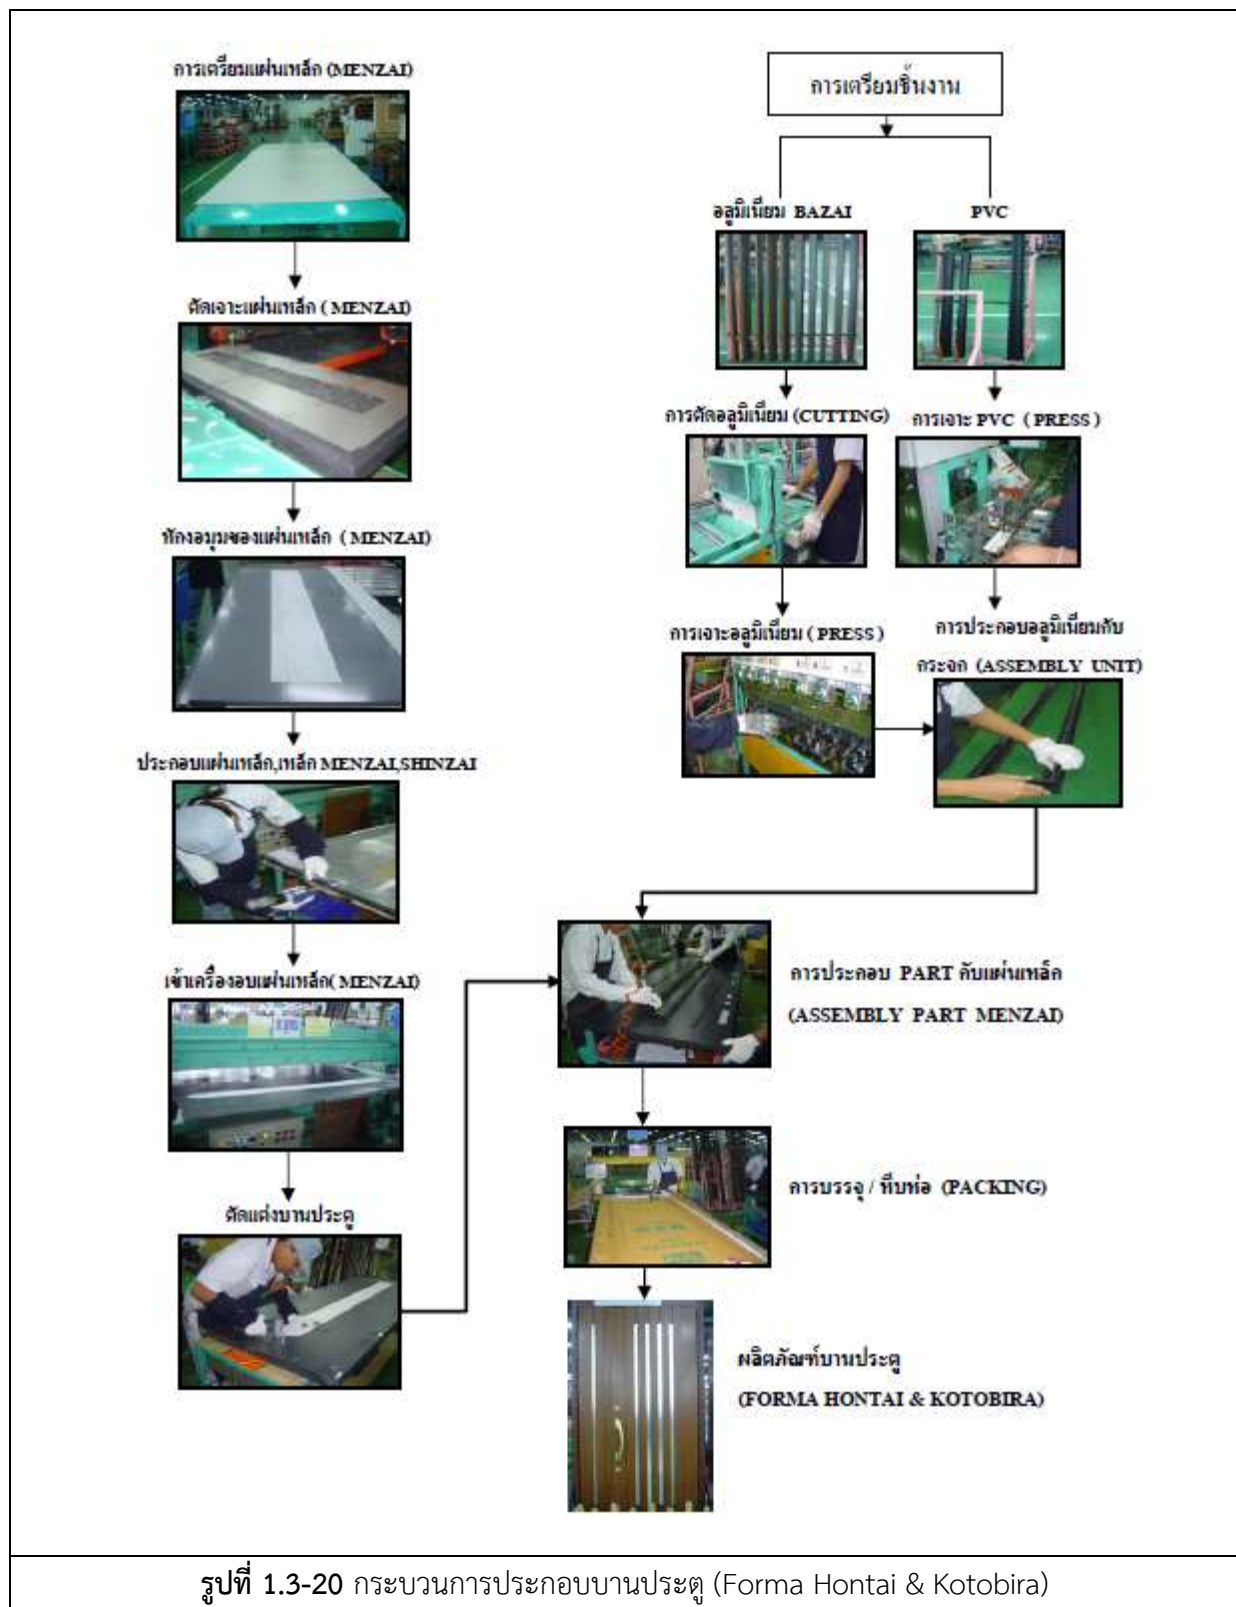 การเตรียมแผ่นเหล็ก (MENZAI)
ตัดเจาะแผ่นเหล็ก ( MENZAI)
พักงอมุมของแผ่นเหล็ก ( MENZAI)
ประกอบแผ่นเหล็ก,เหล็ก MENZAI,SHINZAI
เข้าเครื่องอบแผ่นเหล็ก( MENZAI)
ตัดแต่งบานประตู
การเตรียมชิ้นงาน
อลูมิเนียม BAZAI
PVC
การตัดอลูมิเนียม (CUTTING)
การเจาะ PVC ( PRESS )
การเจาะอลูมิเนียม ( PRESS )
การประกอบอลูมิเนียมกับ
กระจก (ASSEMBLY UNIT)
การประกอบ PART กับแผ่นเหล็ก
(ASSEMBLY PART MENZAI)
การบรรจุ / หีบห่อ (PACKING)
ผลิตภัณฑ์บานประตู
(FORMA HONTAI & KOTOBIRA)
รูปที่ 1.3-20 กระบวนการประกอบบานประตู (Forma Hontai & Kotobira)